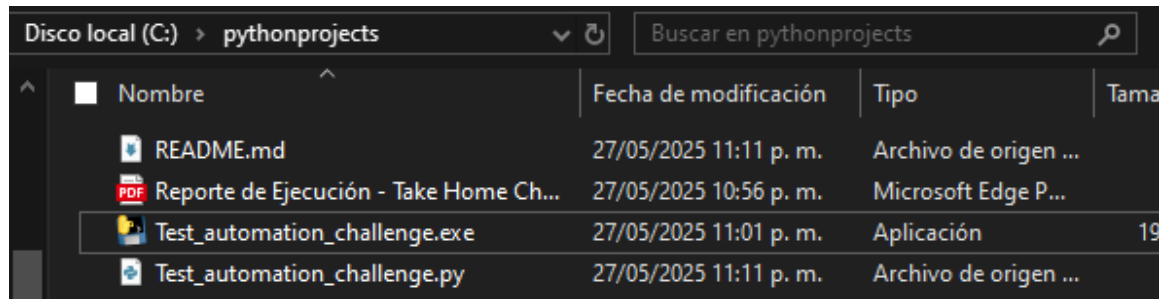 Disco local (C:) > pythonprojects Buscar en pythonprojects
Nombre Fecha de modificación Tipo Tama
README.md 27/05/2025 11:11 p. m. Archivo de origen ...
PDF Reporte de Ejecución - Take Home Ch... 27/05/2025 10:56 p. m. Microsoft Edge P...
Test_automation_challenge.exe 27/05/2025 11:01 p. m. Aplicación 19
Test_automation_challenge.py 27/05/2025 11:11 p. m. Archivo de origen ...